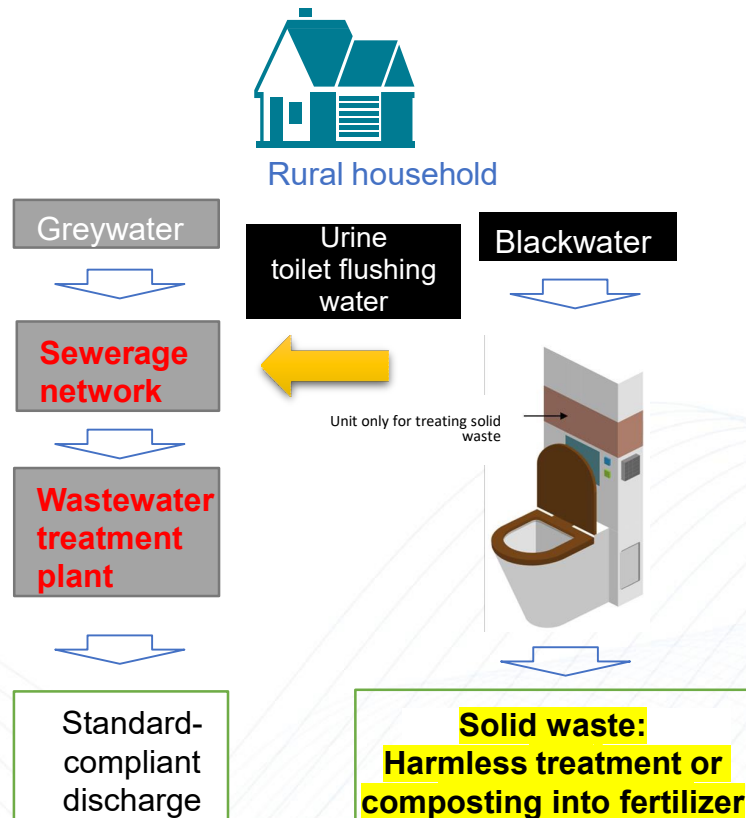 Rural household
Greywater
Urine
toilet flushing
water
Blackwater
Sewerage
network
Unit only for treating solid
waste
Wastewater
treatment
plant
Standard-
compliant
discharge
Solid waste:
Harmless treatment or
composting into fertilizer